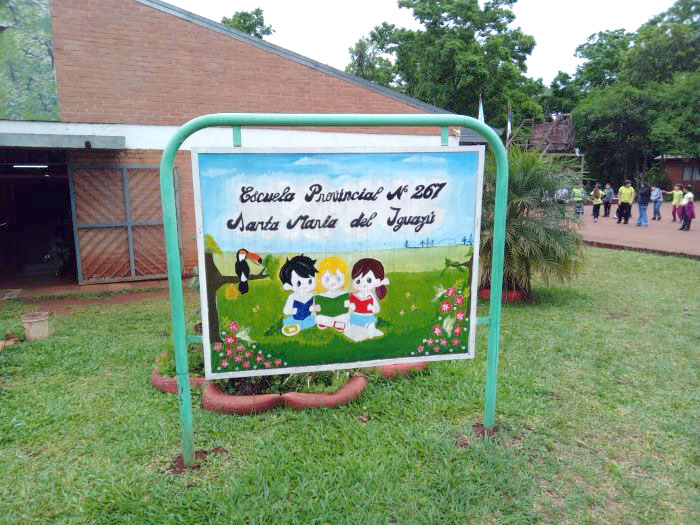 Escuela Provincial Nº 267
Santa María del Iguazú